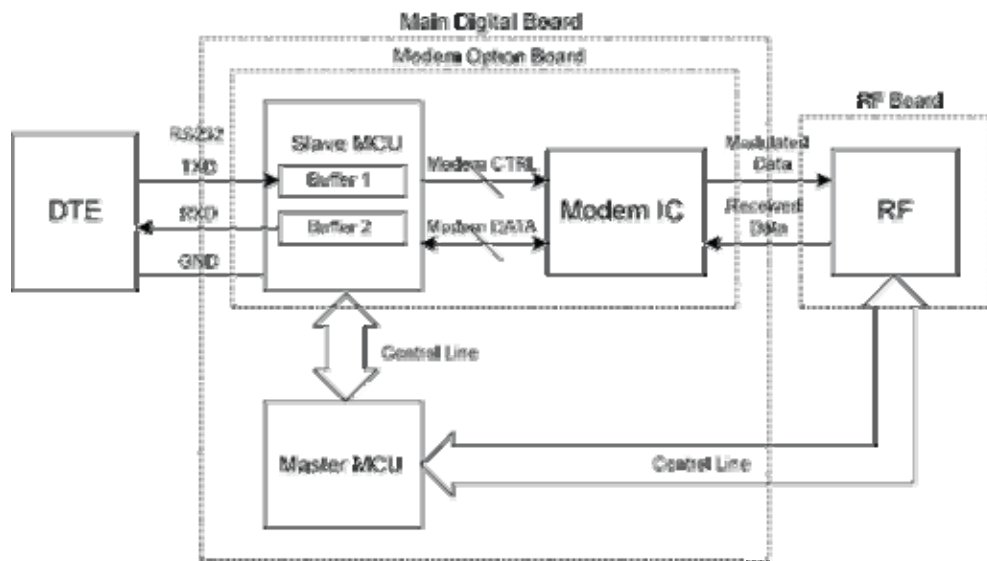 Main Digital Board
Modem Option Board
RF Board
RS232
Slave MCU
TXD
Buffer 1
Modem CTRL
Modulated
Data
DTE
Modem IC
RF
RXD
Buffer 2
Modem DATA
Received
Data
GND
Control Line
Master MCU
Control Line